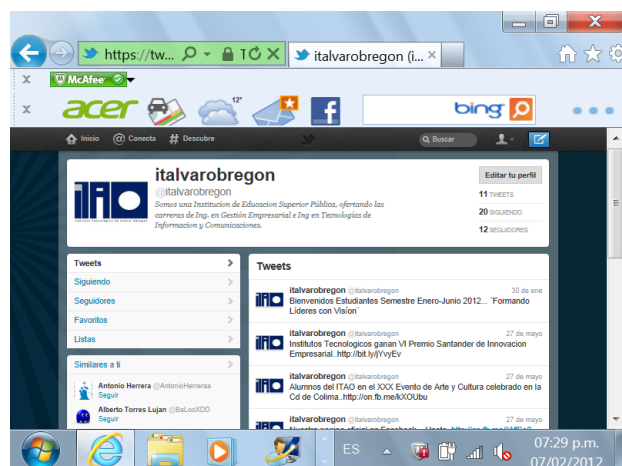 https://tw...
italvarobregon (i...
x
McAfee
x
acer
12°
bing
Inicio
Conecta
# Descubre
Buscar
italvarobregon
@italvarobregon
Somos una Institucion de Educacion Superior Pública, ofertando las
carreras de Ing. en Gestión Empresarial e Ing en Tecnologías de
Informacion y Comunicaciones.
Editar tu perfil
11 TWEETS
20 SIGUIENDO
12 SEGUIDORES
Tweets
Siguiendo
Seguidores
Favoritos
Listas
Similares a ti
Antonio Herrera @AntonioHerreraa
Seguir
Alberto Torres Lujan @BaLooXDD
Seguir
Tweets
italvarobregon @italvarobregon 30 de ene
Bienvenidos Estudiantes Semestre Enero-Junio 2012... ¨Formando
Líderes con Visíon¨
italvarobregon @italvarobregon 27 de mayo
Institutos Tecnologicos ganan VI Premio Santander de Innovacion
Empresarial..http://bit.ly/jYvyEv
italvarobregon @italvarobregon 27 de mayo
Alumnos del ITAO en el XXX Evento de Arte y Cultura celebrado en la
Cd de Colima..http://on.fb.me/kXOUbu
italvarobregon @italvarobregon 27 de mayo
ES
07:29 p.m.
07/02/2012